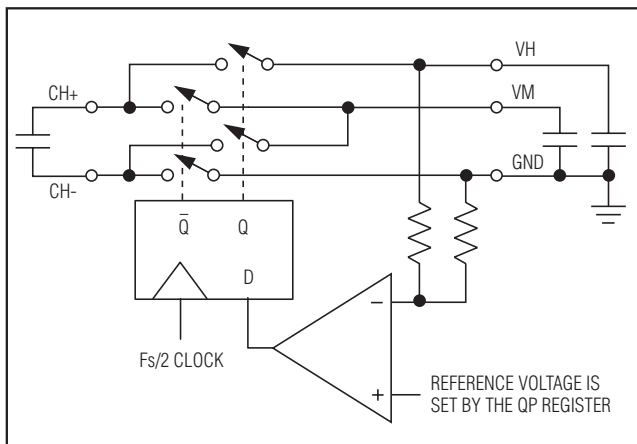 VH
CH+
VM
GND
CH-
Q̅ Q
D
−
+
Fs/2 CLOCK
REFERENCE VOLTAGE IS
SET BY THE QP REGISTER